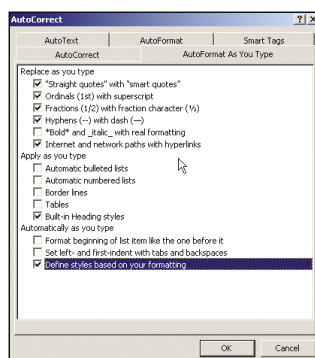 AutoCorrect
AutoText AutoFormat Smart Tags
AutoCorrect AutoFormat As You Type
Replace as you type
"Straight quotes" with “smart quotes”
Ordinals (1st) with superscript
Fractions (1/2) with fraction character (½)
Hyphens (--) with dash (—)
*Bold* and _italic_ with real formatting
Internet and network paths with hyperlinks
Apply as you type
Automatic bulleted lists
Automatic numbered lists
Border lines
Tables
Built-in Heading styles
Automatically as you type
Format beginning of list item like the one before it
Set left- and first-indent with tabs and backspaces
Define styles based on your formatting
OK Cancel